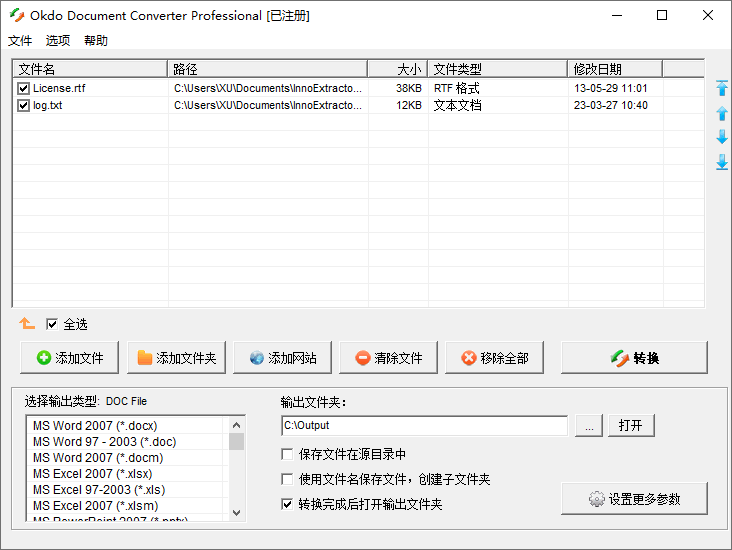 Okdo Document Converter Professional [已注册]
文件 选项 帮助
文件名 路径 大小 文件类型 修改日期
License.rtf C:\Users\XU\Documents\InnoExtracto... 38KB RTF 格式 13-05-29 11:01
log.txt C:\Users\XU\Documents\InnoExtracto... 12KB 文本文档 23-03-27 10:40
全选
添加文件 添加文件夹 添加网站 清除文件 移除全部 转换
选择输出类型: DOC File
MS Word 2007 (*.docx)
MS Word 97 - 2003 (*.doc)
MS Word 2007 (*.docm)
MS Excel 2007 (*.xlsx)
MS Excel 97-2003 (*.xls)
MS Excel 2007 (*.xlsm)
MS PowerPoint 2007 (*.pptx)
输出文件夹:
C:\Output ... 打开
保存文件在源目录中
使用文件名保存文件，创建子文件夹
转换完成后打开输出文件夹
设置更多参数